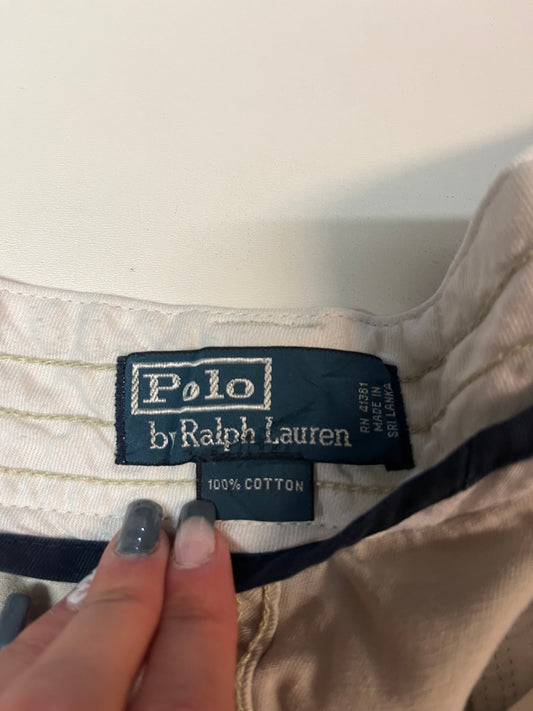 Polo
by Ralph Lauren
RN 41381
MADE IN
SRI LANKA
100% COTTON